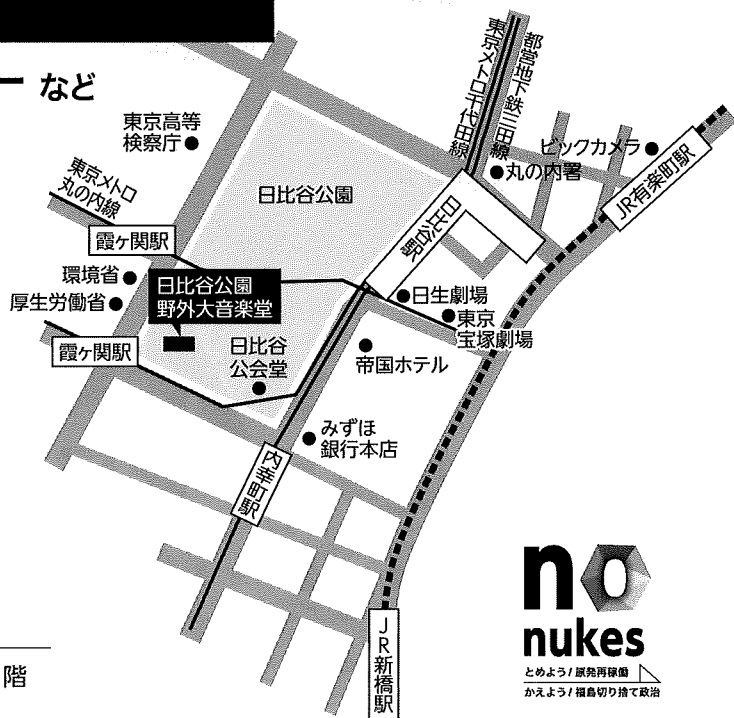 ー など
東京高等
検察庁
東京メトロ
丸の内線
霞ヶ関駅
環境省
厚生労働省
霞ヶ関駅
日比谷公園
日比谷公園
野外大音楽堂
日比谷
公会堂
東京メトロ千代田線
都営地下鉄三田線
日比谷駅
ビックカメラ
丸の内署
JR有楽町駅
日生劇場
東京
宝塚劇場
帝国ホテル
みずほ
銀行本店
内幸町駅
JR新橋駅
階
no
nukes
とめよう!原発再稼働
かえよう!福島切り捨て政治